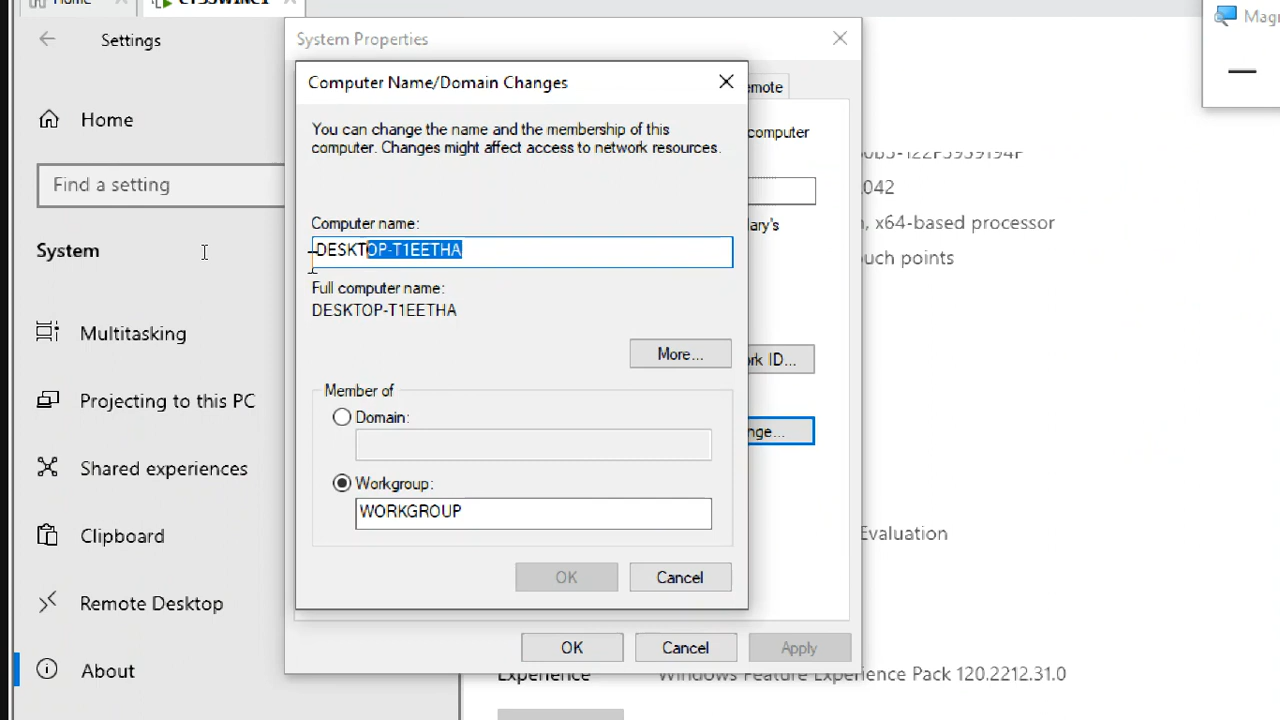 Home
Settings
System Properties
Magn
Computer Name/Domain Changes
emote
Home
You can change the name and the membership of this
computer. Changes might affect access to network resources.
computer
Find a setting
042
Computer name:
ary's
, x64-based processor
System
DESKTOP-T1EETHA
uch points
Full computer name:
DESKTOP-T1EETHA
Multitasking
More...
rk ID...
Member of
Projecting to this PC
Domain:
nge...
Shared experiences
Workgroup:
WORKGROUP
Clipboard
Evaluation
OK
Cancel
Remote Desktop
OK
Cancel
Apply
About
Experience
Windows Feature Experience Pack 120.2212.31.0